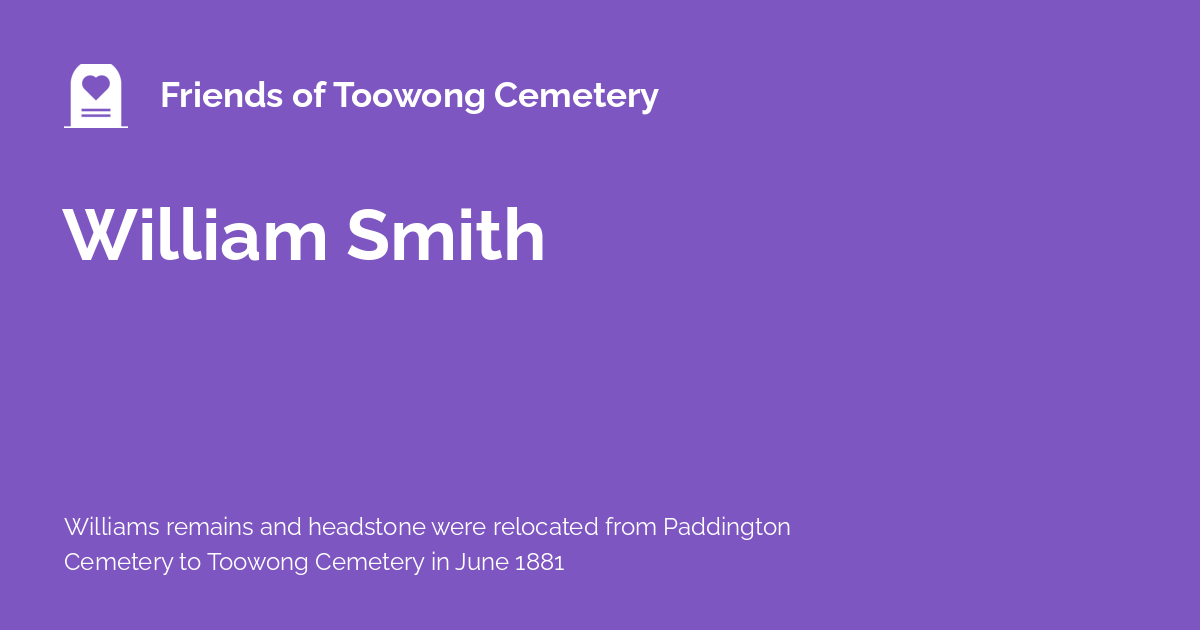 Friends of Toowong Cemetery
William Smith
Williams remains and headstone were relocated from Paddington
Cemetery to Toowong Cemetery in June 1881